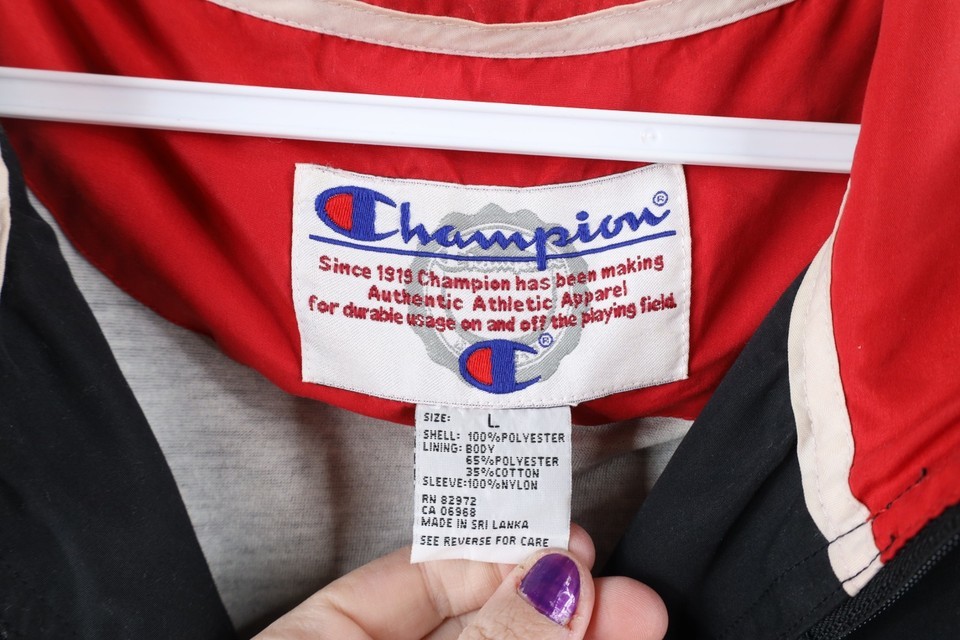 Champion®
Since 1919 Champion has been making
Authentic Athletic Apparel
for durable usage on and off the playing field.
®
SIZE: L
SHELL: 100%POLYESTER
LINING: BODY
65%POLYESTER
35%COTTON
SLEEVE:100%NYLON
RN 82972
CA 06968
MADE IN SRI LANKA
SEE REVERSE FOR CARE